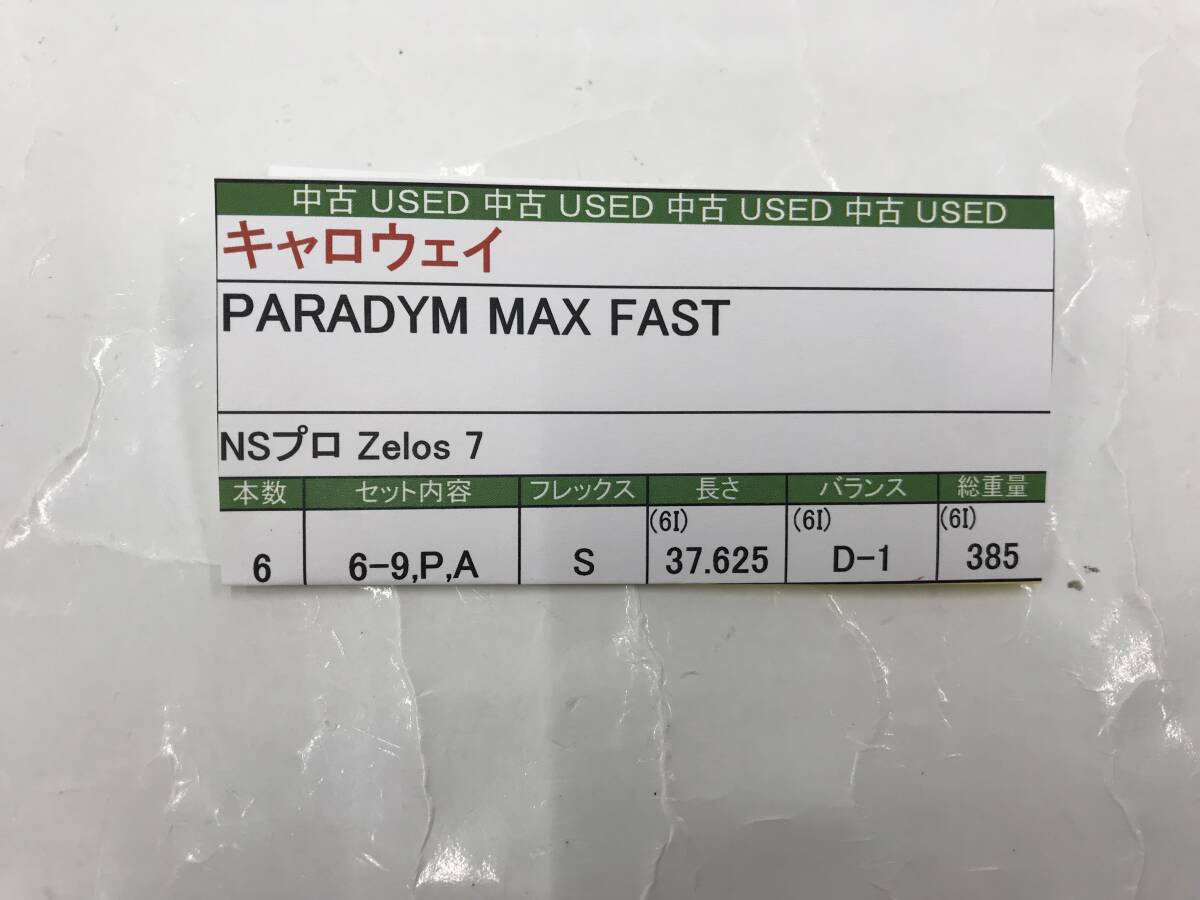 中古 USED 中古 USED 中古 USED 中古 USED
キャロウェイ
PARADYM MAX FAST
NSプロ Zelos 7
本数 セット内容 フレックス 長さ バランス 総重量
(6I) (6I) (6I)
6 6-9,P,A S 37.625 D-1 385